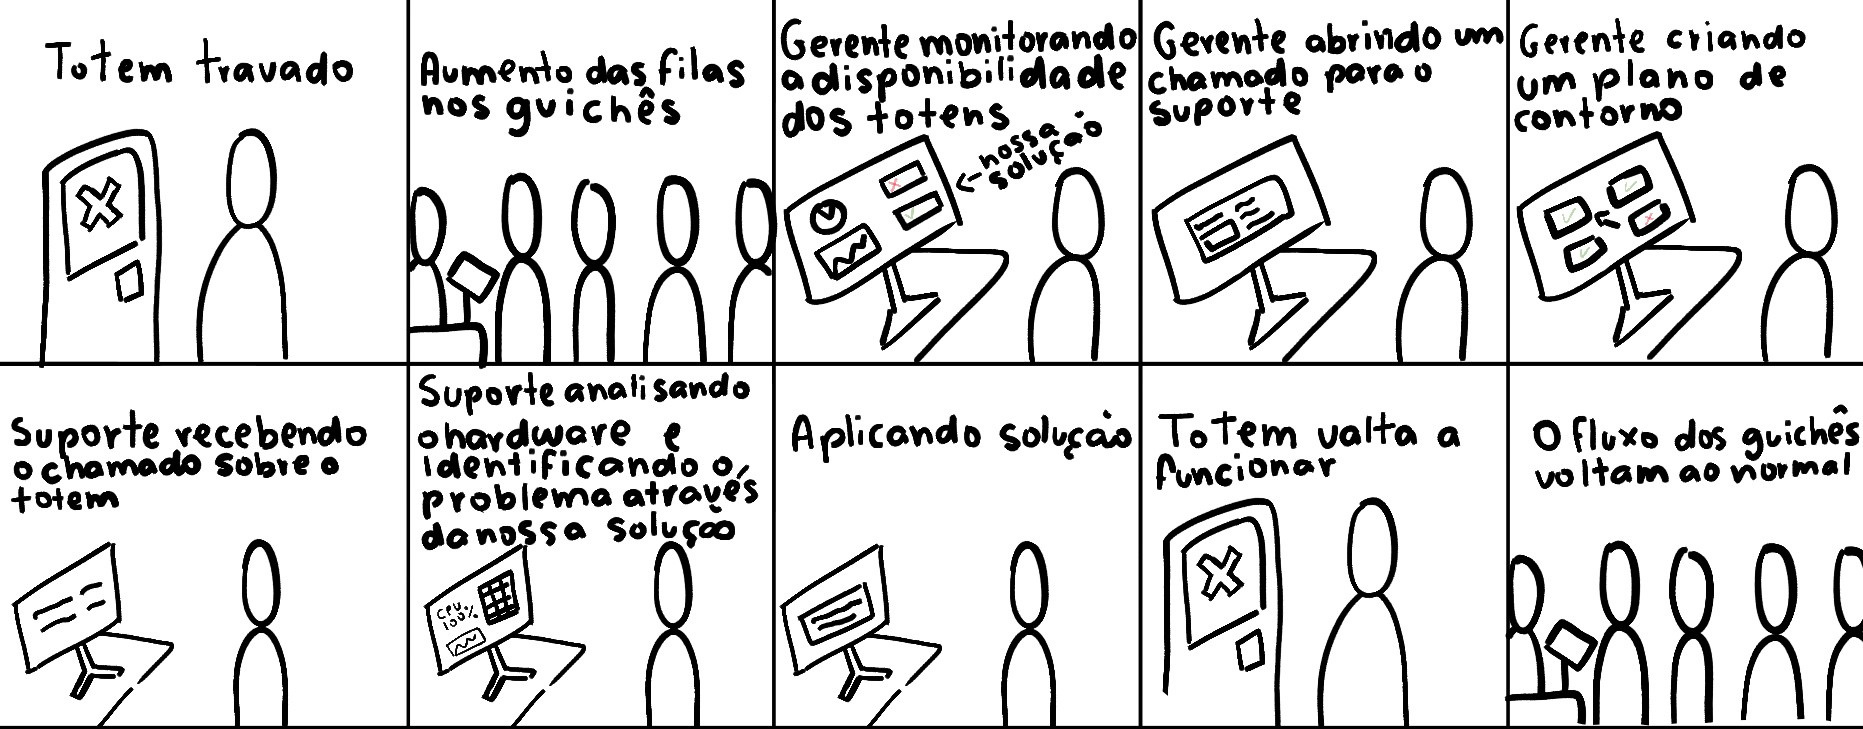 Totem travado
Aumento das filas
nos guichês
Gerente monitorando
a disponibilidade
dos totens
←nossa
solução
Gerente abrindo um
chamado para o
suporte
Gerente criando
um plano de
contorno
Suporte recebendo
o chamado sobre o
totem
Suporte analisando
o hardware e
identificando o
problema através
da nossa solução
CPU
100%
Aplicando solução
Totem valta a
funcionar
O fluxo dos guichês
voltam ao normal